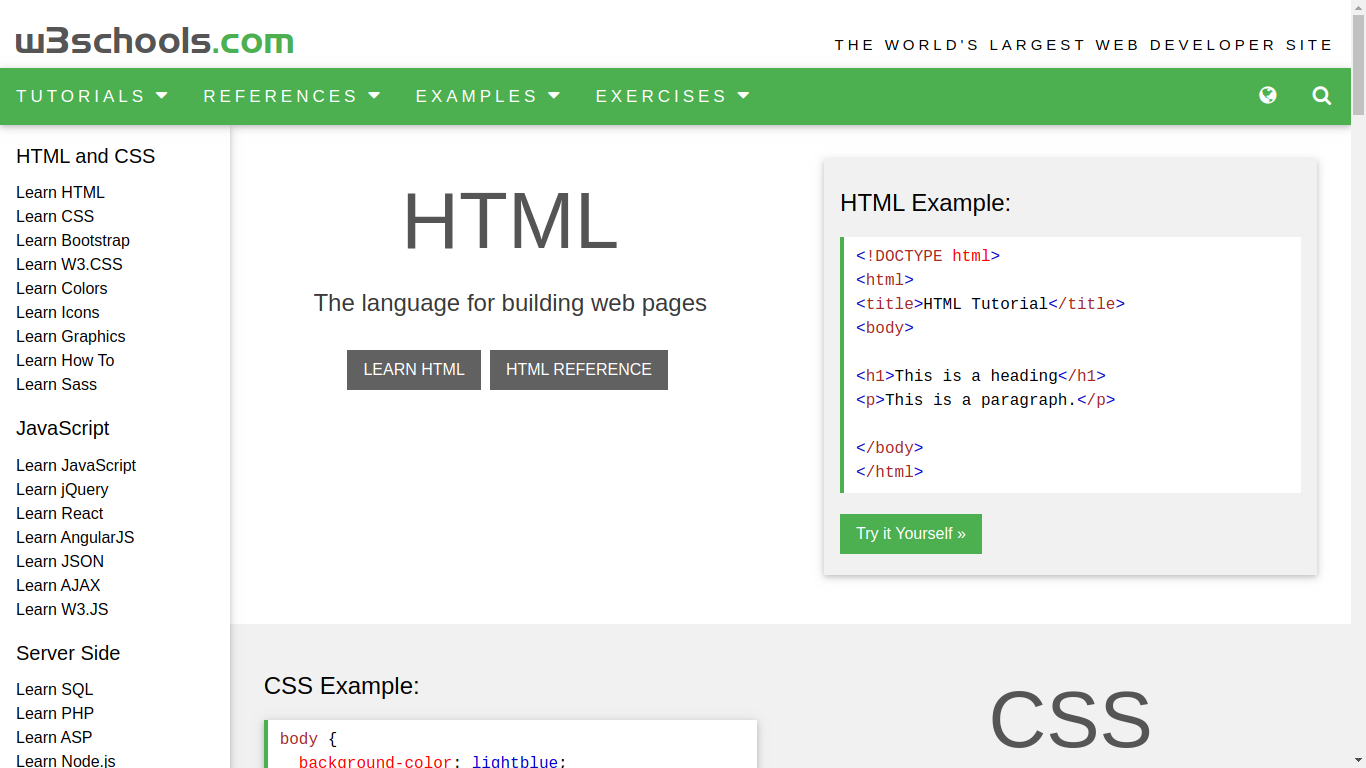 w3schools.com
THE WORLD'S LARGEST WEB DEVELOPER SITE
TUTORIALS REFERENCES EXAMPLES EXERCISES
HTML and CSS
Learn HTML
Learn CSS
Learn Bootstrap
Learn W3.CSS
Learn Colors
Learn Icons
Learn Graphics
Learn How To
Learn Sass
JavaScript
Learn JavaScript
Learn jQuery
Learn React
Learn AngularJS
Learn JSON
Learn AJAX
Learn W3.JS
Server Side
Learn SQL
Learn PHP
Learn ASP
Learn Node.js
HTML
The language for building web pages
LEARN HTML HTML REFERENCE
HTML Example:
<!DOCTYPE html>
<html>
<title>HTML Tutorial</title>
<body>
<h1>This is a heading</h1>
<p>This is a paragraph.</p>
</body>
</html>
Try it Yourself »
CSS Example:
body {
background-color: lightblue;
CSS